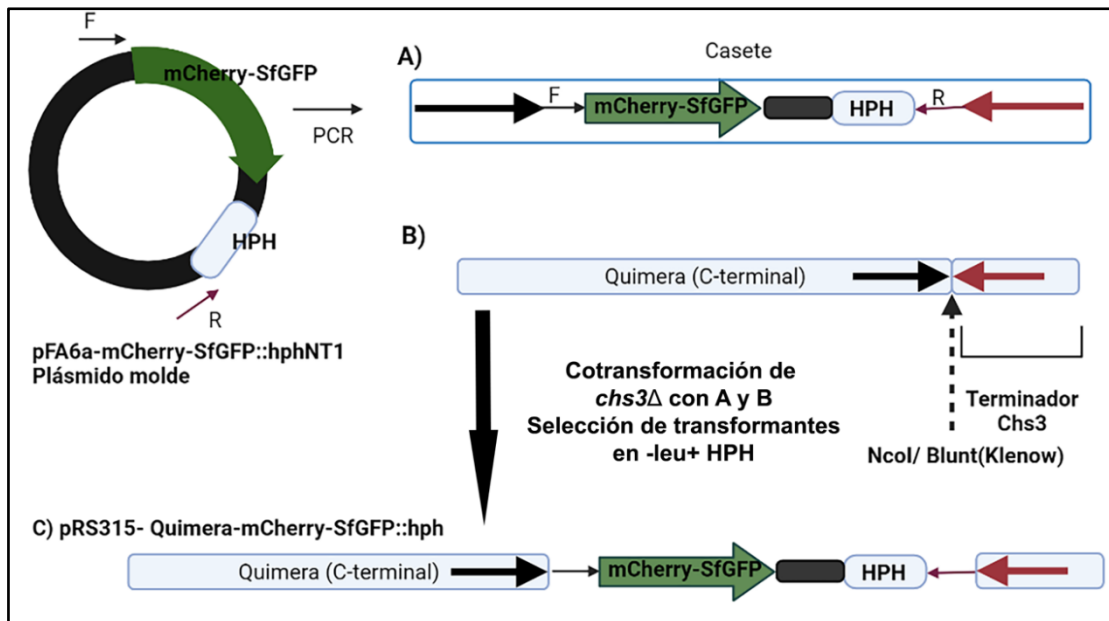 F
mCherry-SfGFP
PCR
HPH
R
pFA6a-mCherry-SfGFP::hphNT1
Plásmido molde
A)
Casete
F
mCherry-SfGFP
HPH
R
B)
Quimera (C-terminal)
Cotransformación de
chs3Δ con A y B
Selección de transformantes
en -leu+ HPH
Terminador
Chs3
NcoI/ Blunt(Klenow)
C) pRS315- Quimera-mCherry-SfGFP::hph
Quimera (C-terminal)
mCherry-SfGFP
HPH